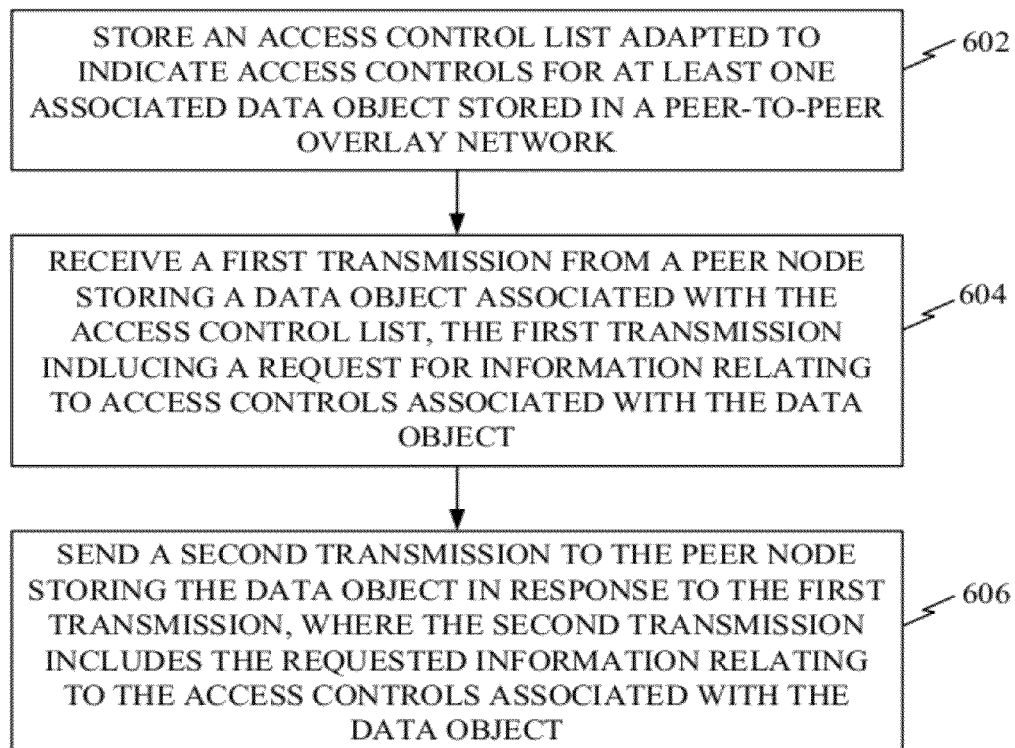 STORE AN ACCESS CONTROL LIST ADAPTED TO
INDICATE ACCESS CONTROLS FOR AT LEAST ONE
ASSOCIATED DATA OBJECT STORED IN A PEER-TO-PEER
OVERLAY NETWORK
602
RECEIVE A FIRST TRANSMISSION FROM A PEER NODE
STORING A DATA OBJECT ASSOCIATED WITH THE
ACCESS CONTROL LIST, THE FIRST TRANSMISSION
INDLUCING A REQUEST FOR INFORMATION RELATING
TO ACCESS CONTROLS ASSOCIATED WITH THE DATA
OBJECT
604
SEND A SECOND TRANSMISSION TO THE PEER NODE
STORING THE DATA OBJECT IN RESPONSE TO THE FIRST
TRANSMISSION, WHERE THE SECOND TRANSMISSION
INCLUDES THE REQUESTED INFORMATION RELATING
TO THE ACCESS CONTROLS ASSOCIATED WITH THE
DATA OBJECT
606